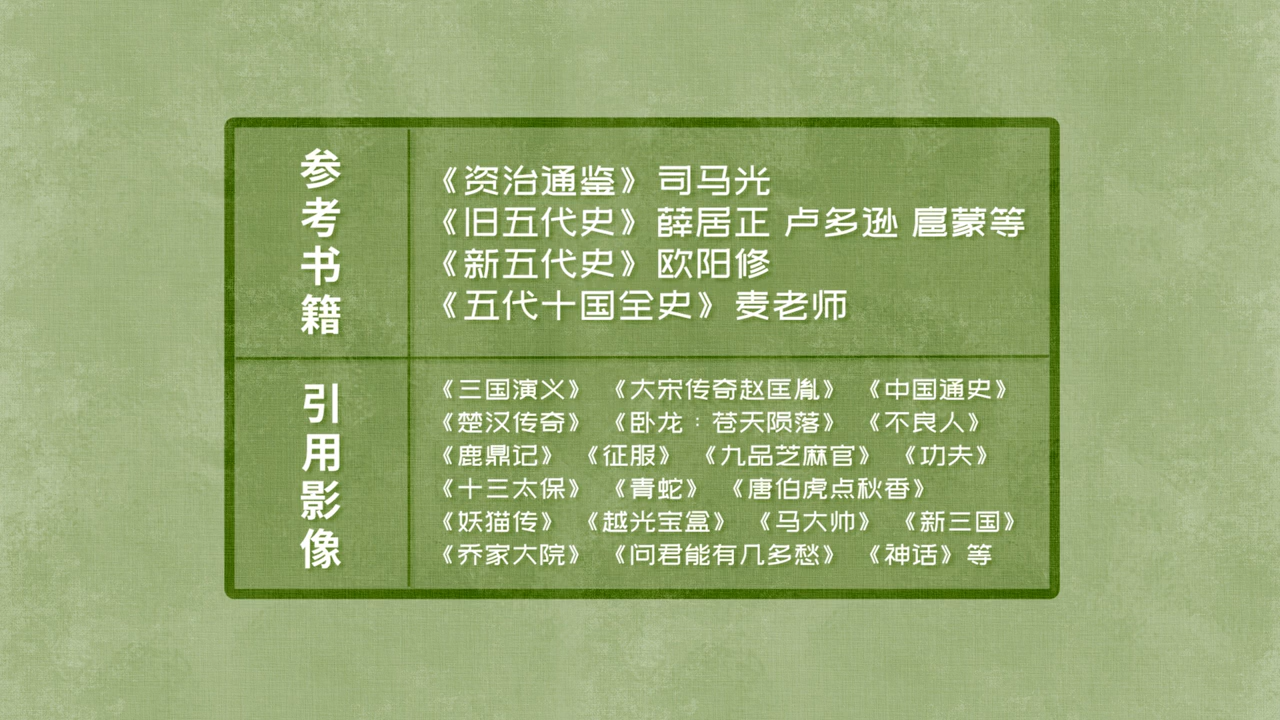 参考书籍
《资治通鉴》司马光
《旧五代史》薛居正 卢多逊 扈蒙等
《新五代史》欧阳修
《五代十国全史》麦老师
引用影像
《三国演义》 《大宋传奇赵匡胤》 《中国通史》
《楚汉传奇》 《卧龙：苍天陨落》 《不良人》
《鹿鼎记》 《征服》 《九品芝麻官》 《功夫》
《十三太保》 《青蛇》 《唐伯虎点秋香》
《妖猫传》 《越光宝盒》 《马大帅》 《新三国》
《乔家大院》 《问君能有几多愁》 《神话》等